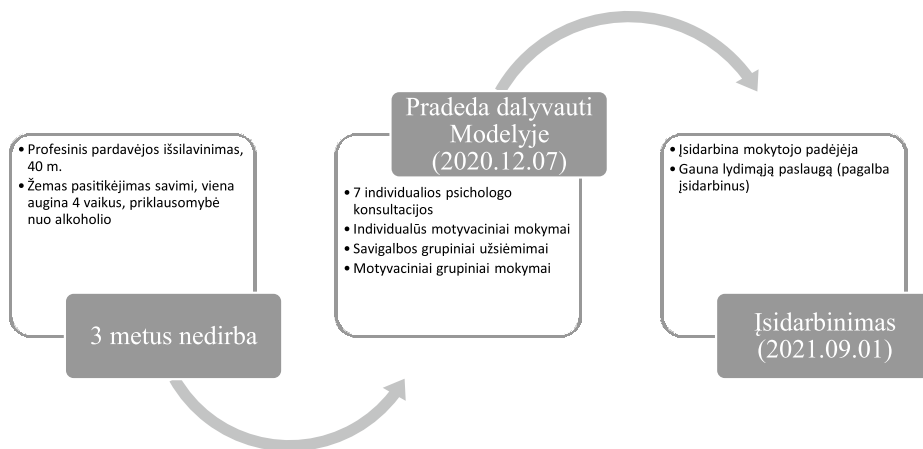 • Profesinis pardavėjos išsilavinimas,
40 m.
• Žemas pasitikėjimas savimi, viena
augina 4 vaikus, priklausomybė
nuo alkoholio
3 metus nedirba
Pradeda dalyvauti
Modelyje
(2020.12.07)
• 7 individualios psichologo
konsultacijos
• Individualūs motyvaciniai mokymai
• Savigalbos grupiniai užsiėmimai
• Motyvaciniai grupiniai mokymai
• Įsidarbina mokytojo padėjėja
• Gauna lydimąją paslaugą (pagalba
įsidarbinus)
Įsidarbinimas
(2021.09.01)